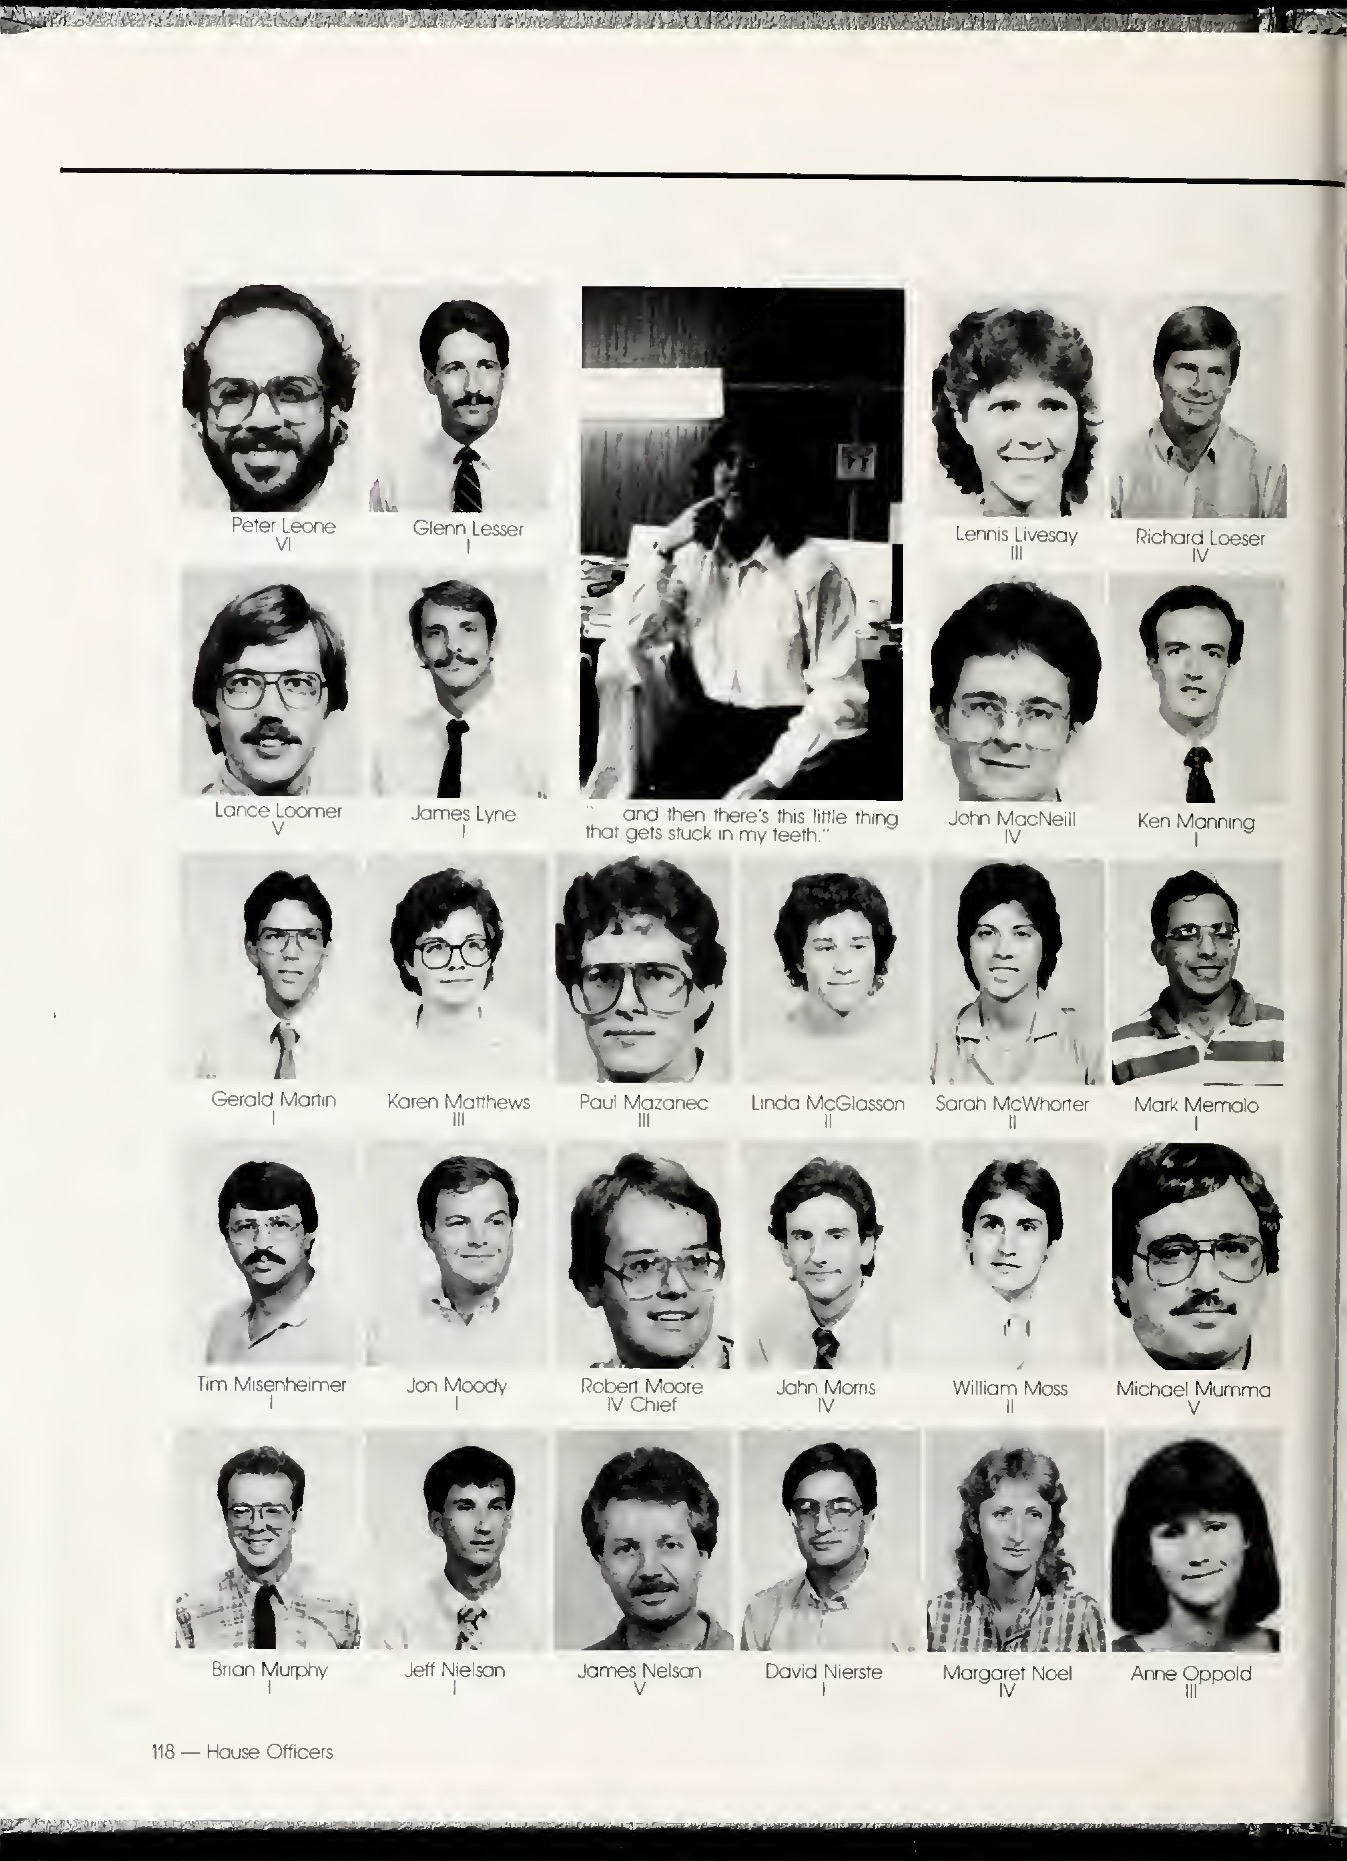 Peter Leone
VI
Glenn Lesser
I
Lennis Livesay
III
Richard Loeser
IV
Lance Loomer
V
James Lyne
I
" and then there's this little thing
that gets stuck in my teeth."
John MacNeill
IV
Ken Manning
I
Gerald Martin
I
Karen Matthews
III
Paul Mazanec
III
Linda McGlasson
II
Sarah McWhorter
II
Mark Memolo
I
Tim Misenheimer
I
Jon Moody
I
Robert Moore
IV Chief
John Morris
IV
William Moss
II
Michael Mumma
V
Brian Murphy
I
Jeff Nielson
I
James Nelson
V
David Nierste
I
Margaret Noel
IV
Anne Oppold
III
118 — House Officers